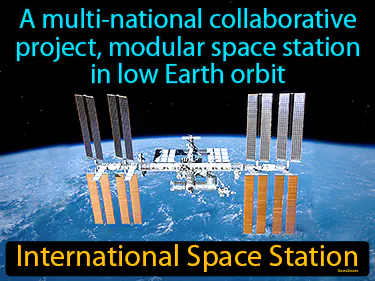 A multi-national collaborative
project, modular space station
in low Earth orbit
International Space Station